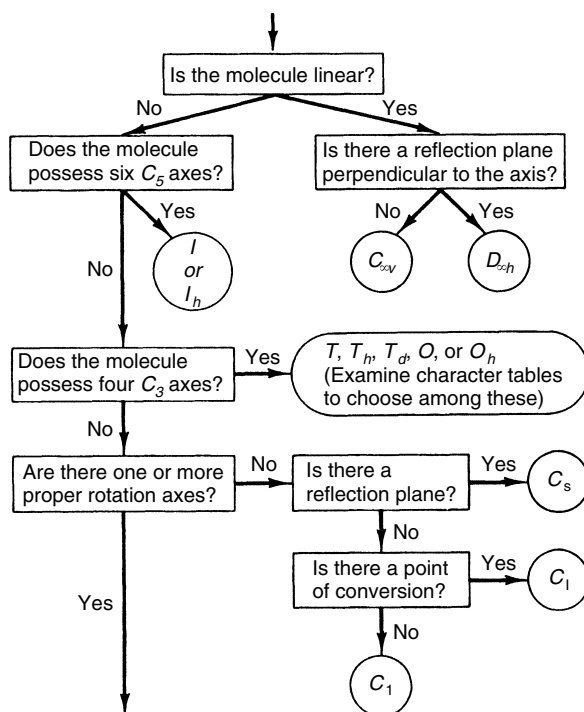 Is the molecule linear?
No
Yes
Does the molecule
possess six C5 axes?
Is there a reflection plane
perpendicular to the axis?
Yes
No
Yes
No
I
or
Ih
C∞v
D∞h
Does the molecule
possess four C3 axes?
Yes
T, Th, Td, O, or Oh
(Examine character tables
to choose among these)
No
Are there one or more
proper rotation axes?
No
Is there a
reflection plane?
Yes
Cs
No
Yes
Is there a point
of conversion?
Yes
CI
No
C1